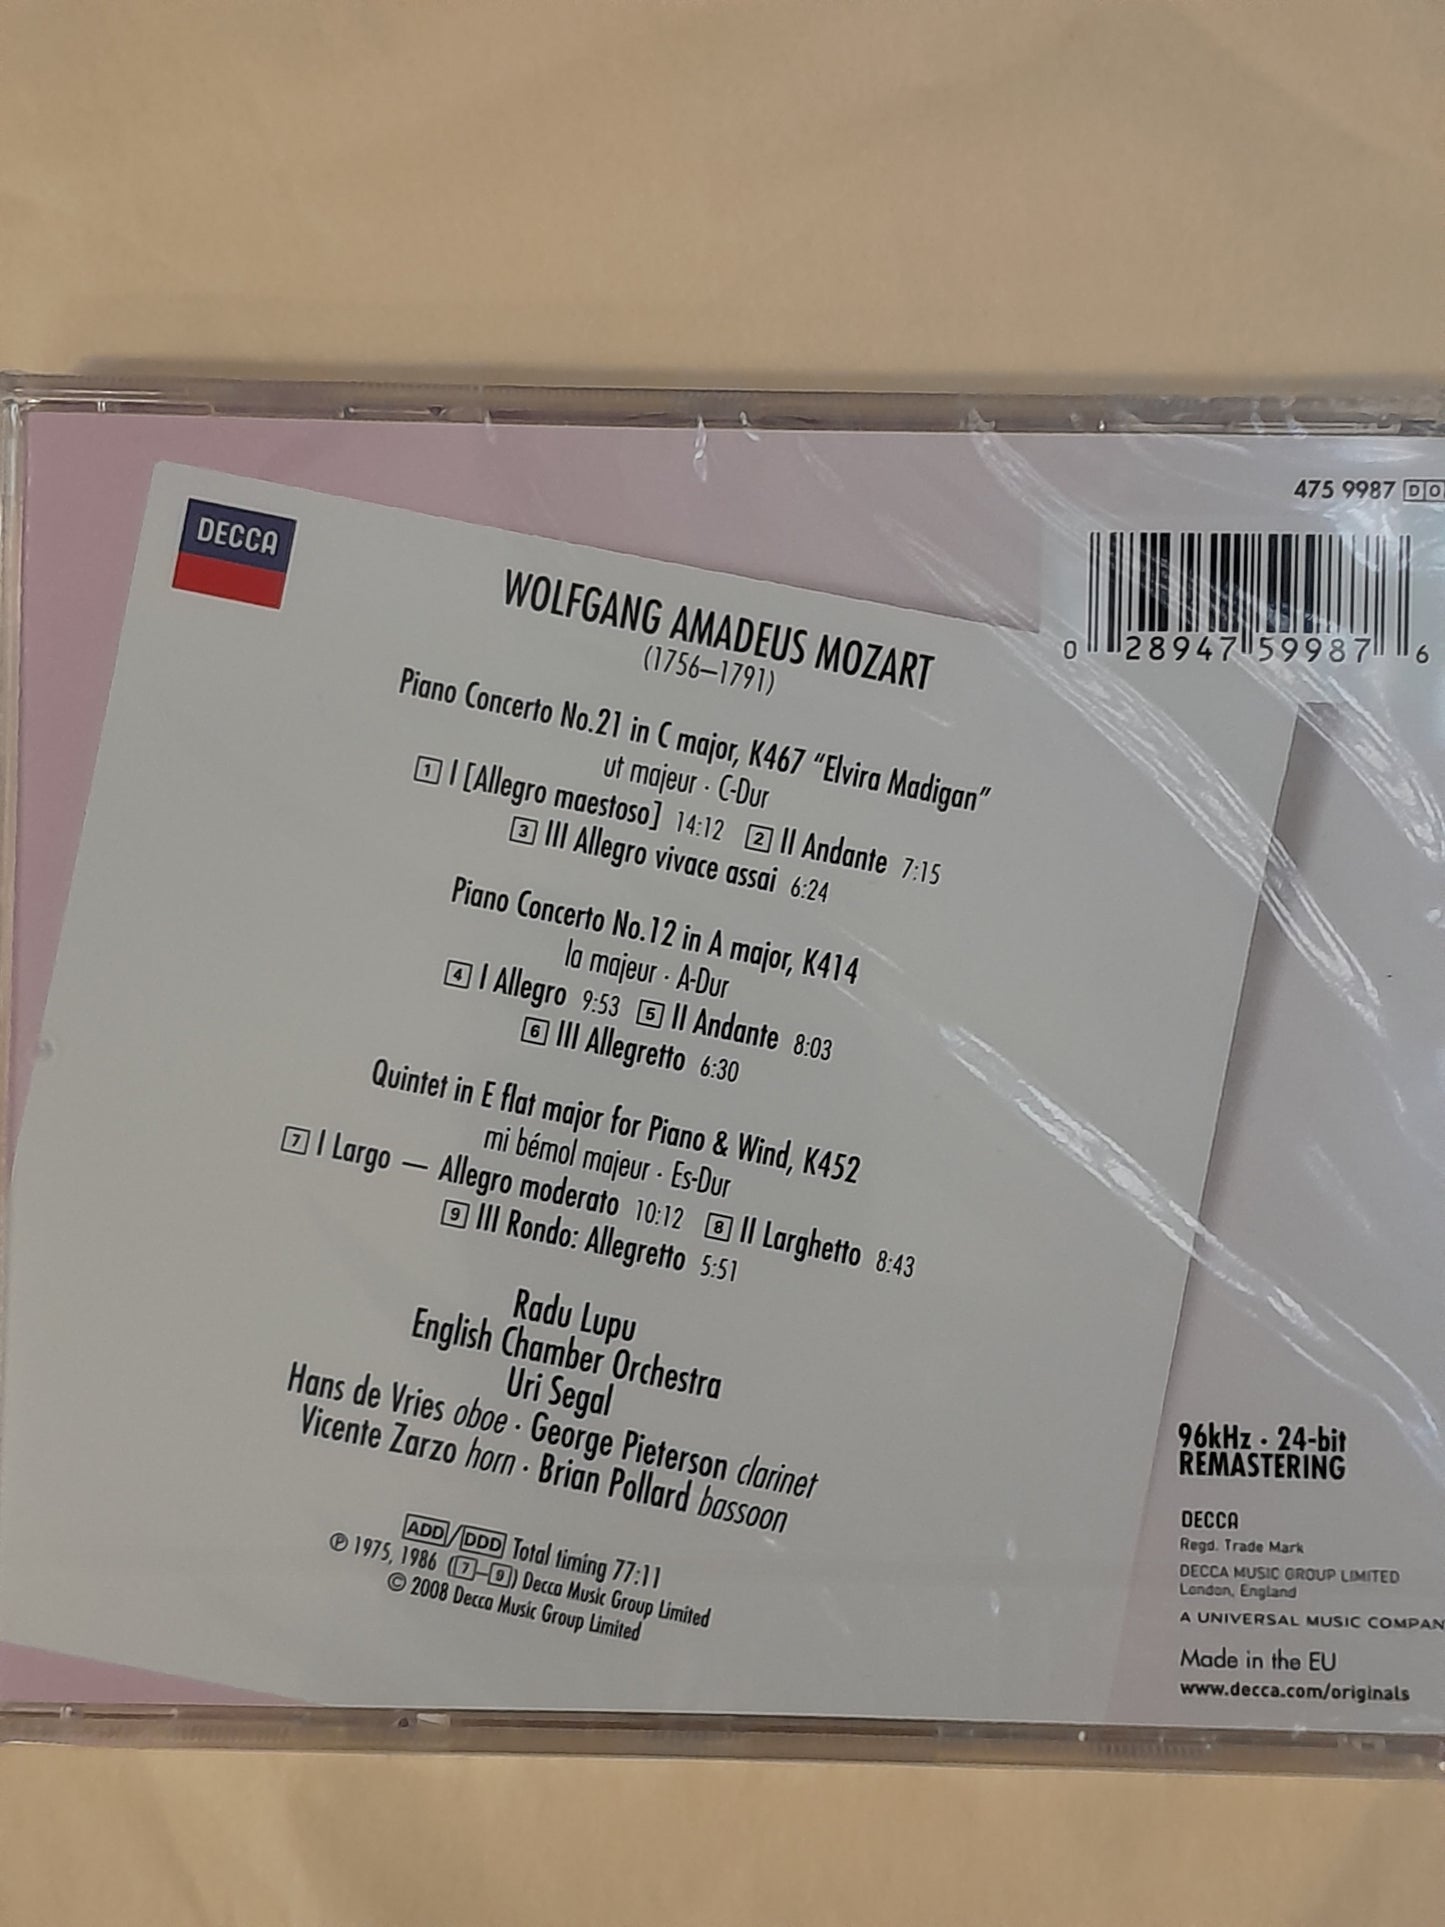 475 9987 DO
DECCA
0 28947 59987 6
WOLFGANG AMADEUS MOZART
(1756–1791)
Piano Concerto No.21 in C major, K467 “Elvira Madigan”
ut majeur · C-Dur
1 I [Allegro maestoso] 14:12 2 II Andante 7:15
3 III Allegro vivace assai 6:24
Piano Concerto No.12 in A major, K414
la majeur · A-Dur
4 I Allegro 9:53 5 II Andante 8:03
6 III Allegretto 6:30
Quintet in E flat major for Piano & Wind, K452
mi bémol majeur · Es-Dur
7 I Largo — Allegro moderato 10:12 8 II Larghetto 8:43
9 III Rondo: Allegretto 5:51
Radu Lupu
English Chamber Orchestra
Uri Segal
Hans de Vries oboe · George Pieterson clarinet
Vicente Zarzo horn · Brian Pollard bassoon
ADD/DDD Total timing 77:11
℗ 1975, 1986 (7–9) Decca Music Group Limited
© 2008 Decca Music Group Limited
96kHz · 24-bit
REMASTERING
DECCA
Regd. Trade Mark
DECCA MUSIC GROUP LIMITED
London, England
A UNIVERSAL MUSIC COMPAN
Made in the EU
www.decca.com/originals